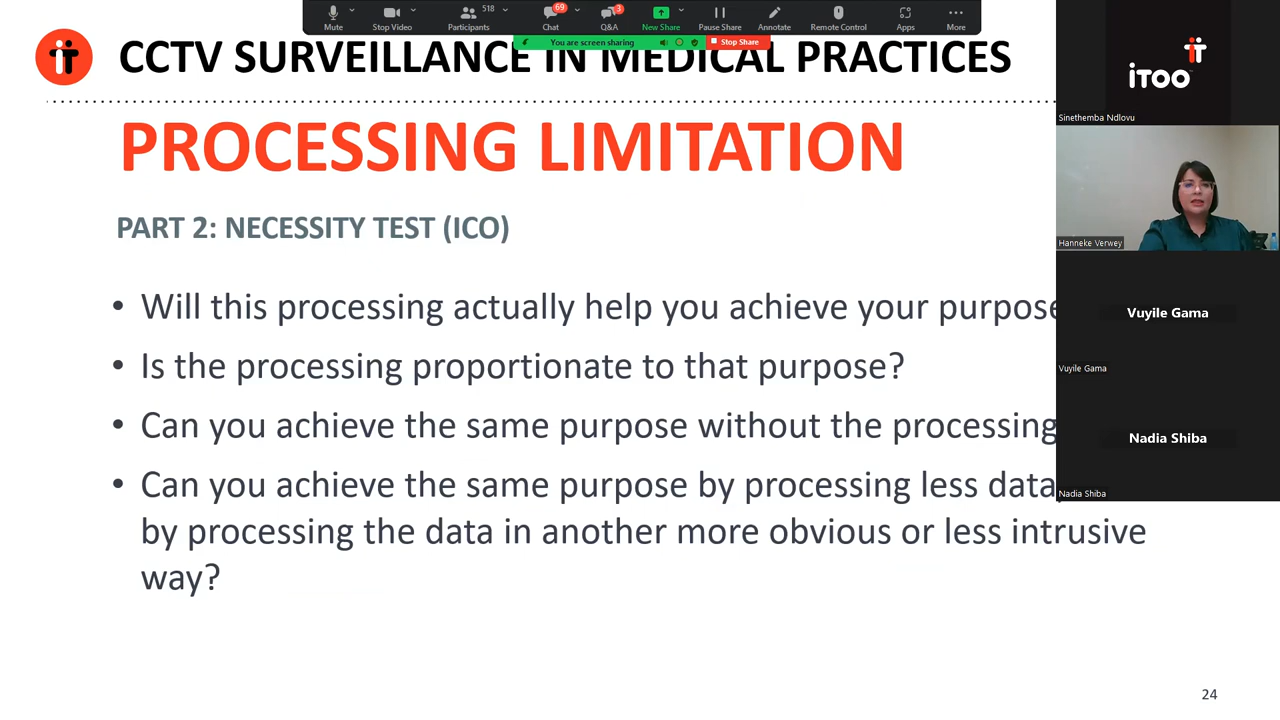 518
69
3
Mute
Stop Video
Participants
Chat
Q&A
New Share
Pause Share
Annotate
Remote Control
Apps
More
You are screen sharing
Stop Share
CCTV SURVEILLANCE IN MEDICAL PRACTICES
PROCESSING LIMITATION
PART 2: NECESSITY TEST (ICO)
• Will this processing actually help you achieve your purpose
• Is the processing proportionate to that purpose?
• Can you achieve the same purpose without the processing
• Can you achieve the same purpose by processing less data,
by processing the data in another more obvious or less intrusive
way?
24
iTOO
Sinethemba Ndlovu
Hanneke Verwey
Vuyile Gama
Vuyile Gama
Nadia Shiba
Nadia Shiba